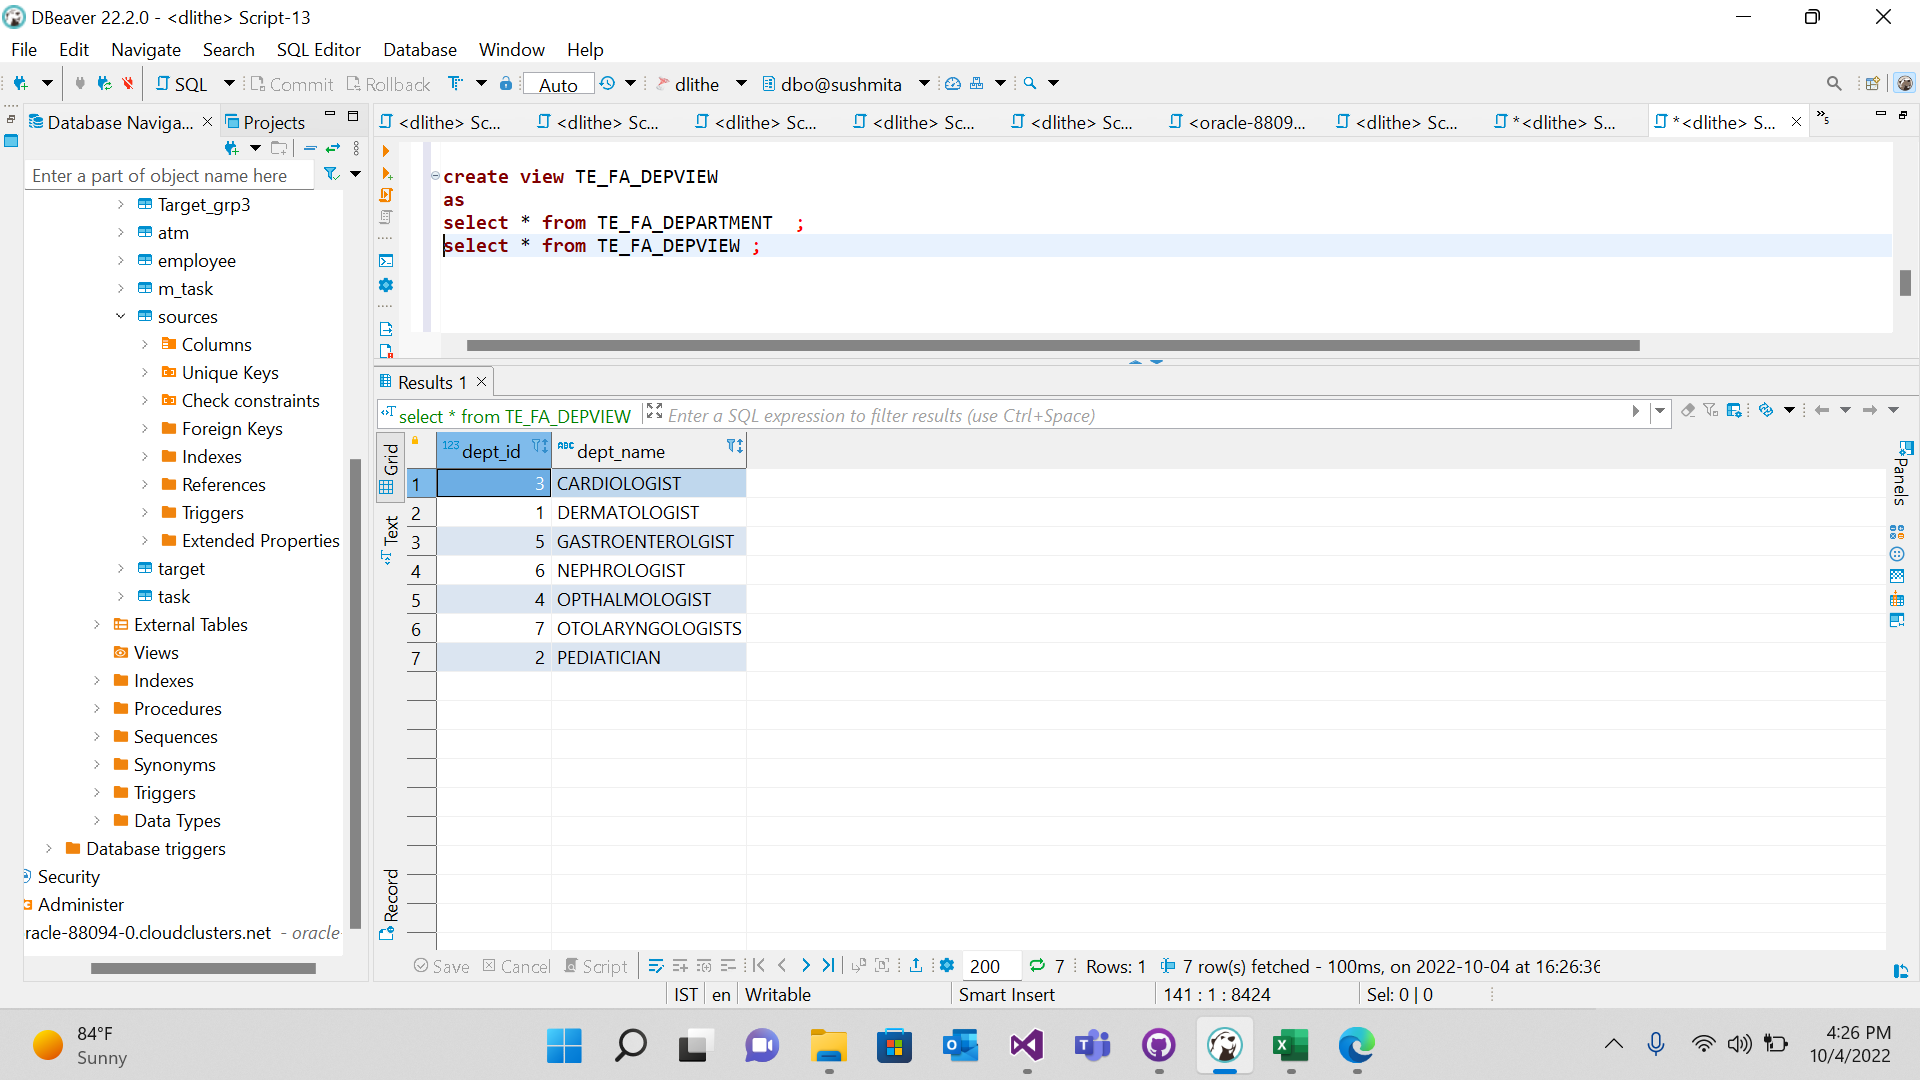 DBeaver 22.2.0 - <dlithe> Script-13
File Edit Navigate Search SQL Editor Database Window Help
SQL Commit Rollback Auto dlithe dbo@sushmita
Database Naviga... Projects
<dlithe> Sc... <dlithe> Sc... <dlithe> Sc... <dlithe> Sc... <dlithe> Sc... <oracle-8809... <dlithe> Sc... *<dlithe> S... *<dlithe> S... 5
Enter a part of object name here
Target_grp3
atm
employee
m_task
sources
Columns
Unique Keys
Check constraints
Foreign Keys
Indexes
References
Triggers
Extended Properties
target
task
External Tables
Views
Indexes
Procedures
Sequences
Synonyms
Triggers
Data Types
Database triggers
Security
Administer
racle-88094-0.cloudclusters.net - oracle
create view TE_FA_DEPVIEW
as
select * from TE_FA_DEPARTMENT ;
select * from TE_FA_DEPVIEW ;
Results 1
select * from TE_FA_DEPVIEW Enter a SQL expression to filter results (use Ctrl+Space)
Grid
Text
Record
Panels
123 dept_id ABC dept_name
1 3 CARDIOLOGIST
2 1 DERMATOLOGIST
3 5 GASTROENTEROLGIST
4 6 NEPHROLOGIST
5 4 OPTHALMOLOGIST
6 7 OTOLARYNGOLOGISTS
7 2 PEDIATICIAN
Save Cancel Script 200 7 Rows: 1 7 row(s) fetched - 100ms, on 2022-10-04 at 16:26:36
IST en Writable Smart Insert 141 : 1 : 8424 Sel: 0 | 0
84°F
Sunny
4:26 PM
10/4/2022